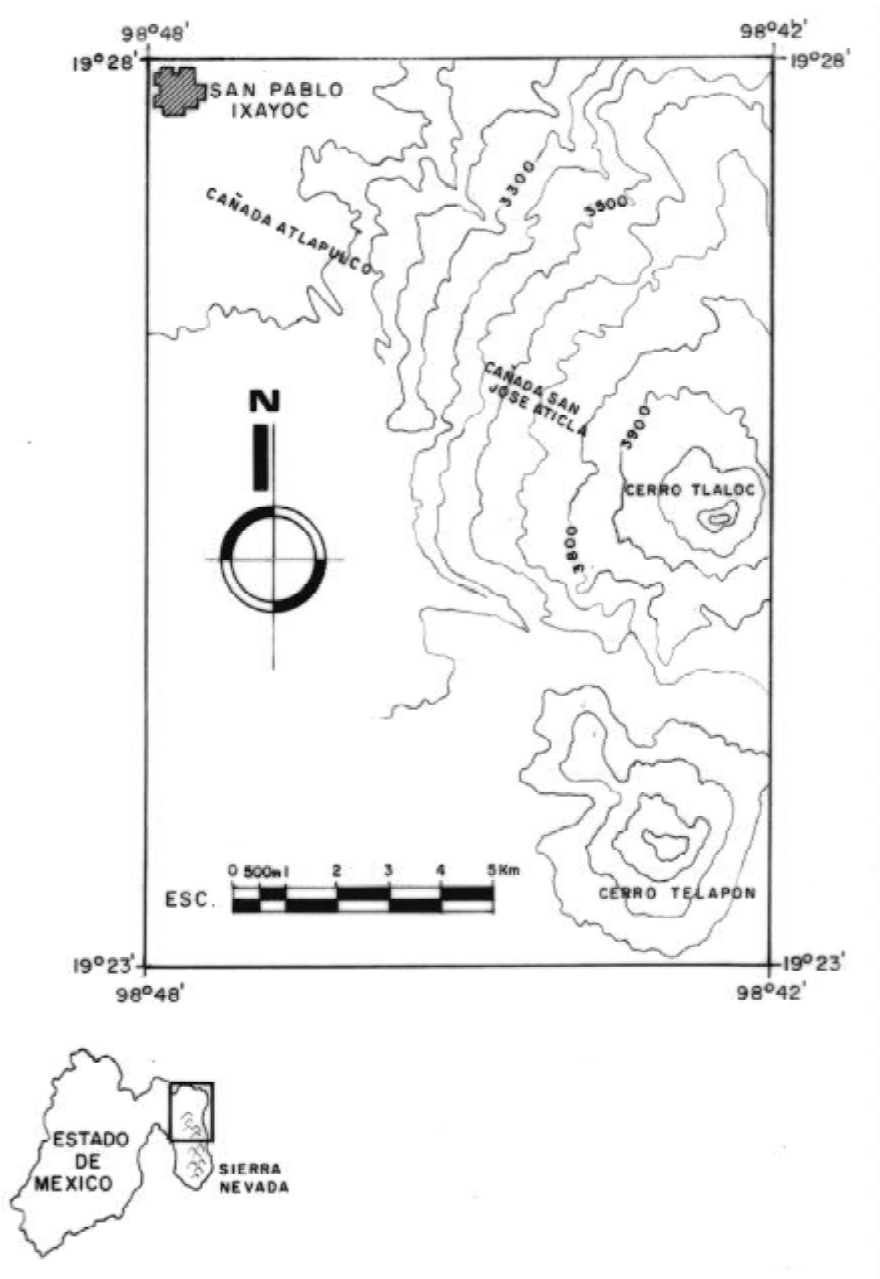 98°48'
98°42'
19°28'
19°28'
SAN PABLO
IXAYOC
CAÑADA ATLAPULCO
3300
3500
CAÑADA SAN
JOSE ATICLA
3900
CERRO TLALOC
3800
N
0 500m 1 2 3 4 5Km
ESC.
CERRO TELAPON
19°23'
19°23'
98°48'
98°42'
ESTADO
DE
MEXICO
SIERRA
NEVADA